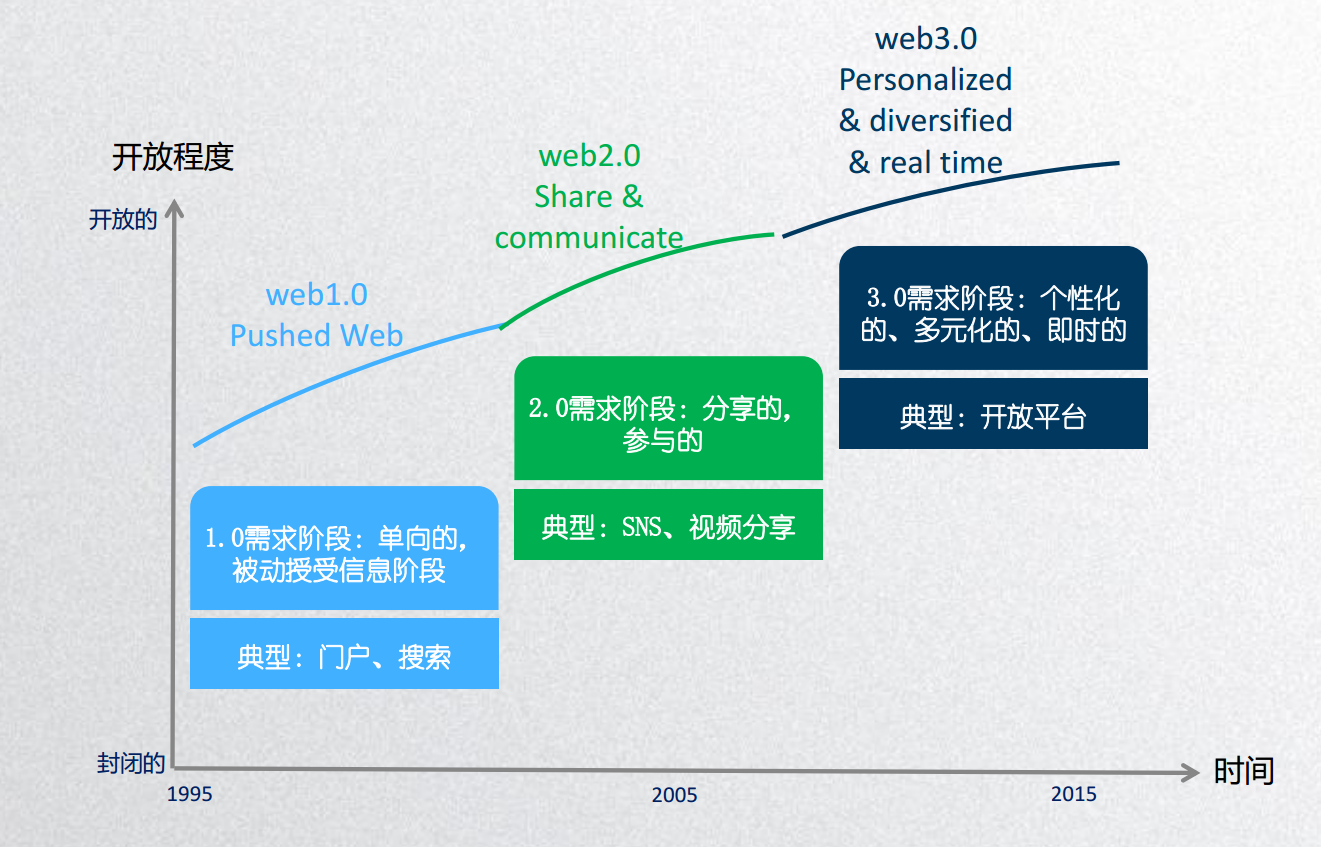 web3.0
Personalized
& diversified
& real time
开放程度
web2.0
Share &
communicate
开放的
web1.0
Pushed Web
3.0需求阶段：个性化
的、多元化的、即时的
典型：开放平台
2.0需求阶段：分享的，
参与的
典型：SNS、视频分享
1.0需求阶段：单向的，
被动授受信息阶段
典型：门户、搜索
封闭的
时间
1995
2005
2015